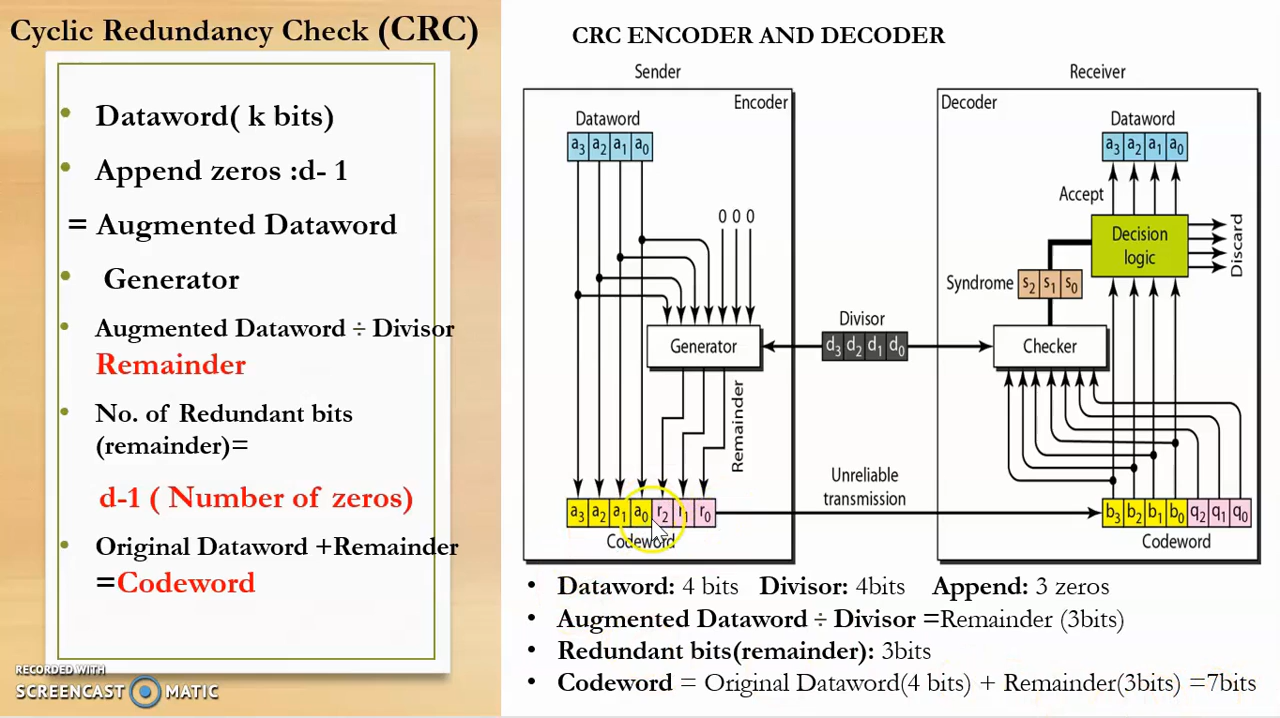 Cyclic Redundancy Check (CRC)
• Dataword( k bits)
• Append zeros :d- 1
= Augmented Dataword
• Generator
• Augmented Dataword ÷ Divisor
Remainder
• No. of Redundant bits
(remainder)=
d-1 ( Number of zeros)
• Original Dataword +Remainder
=Codeword
RECORDED WITH
SCREENCAST MATIC
CRC ENCODER AND DECODER
Sender
Encoder
Dataword
a3 a2 a1 a0
0 0 0
Generator
Remainder
a3 a2 a1 a0 r2 r1 r0
Codeword
Divisor
d3 d2 d1 d0
Unreliable
transmission
Receiver
Decoder
Dataword
a3 a2 a1 a0
Accept
Decision
logic
Discard
Syndrome s2 s1 s0
Checker
b3 b2 b1 b0 q2 q1 q0
Codeword
• Dataword: 4 bits Divisor: 4bits Append: 3 zeros
• Augmented Dataword ÷ Divisor =Remainder (3bits)
• Redundant bits(remainder): 3bits
• Codeword = Original Dataword(4 bits) + Remainder(3bits) =7bits